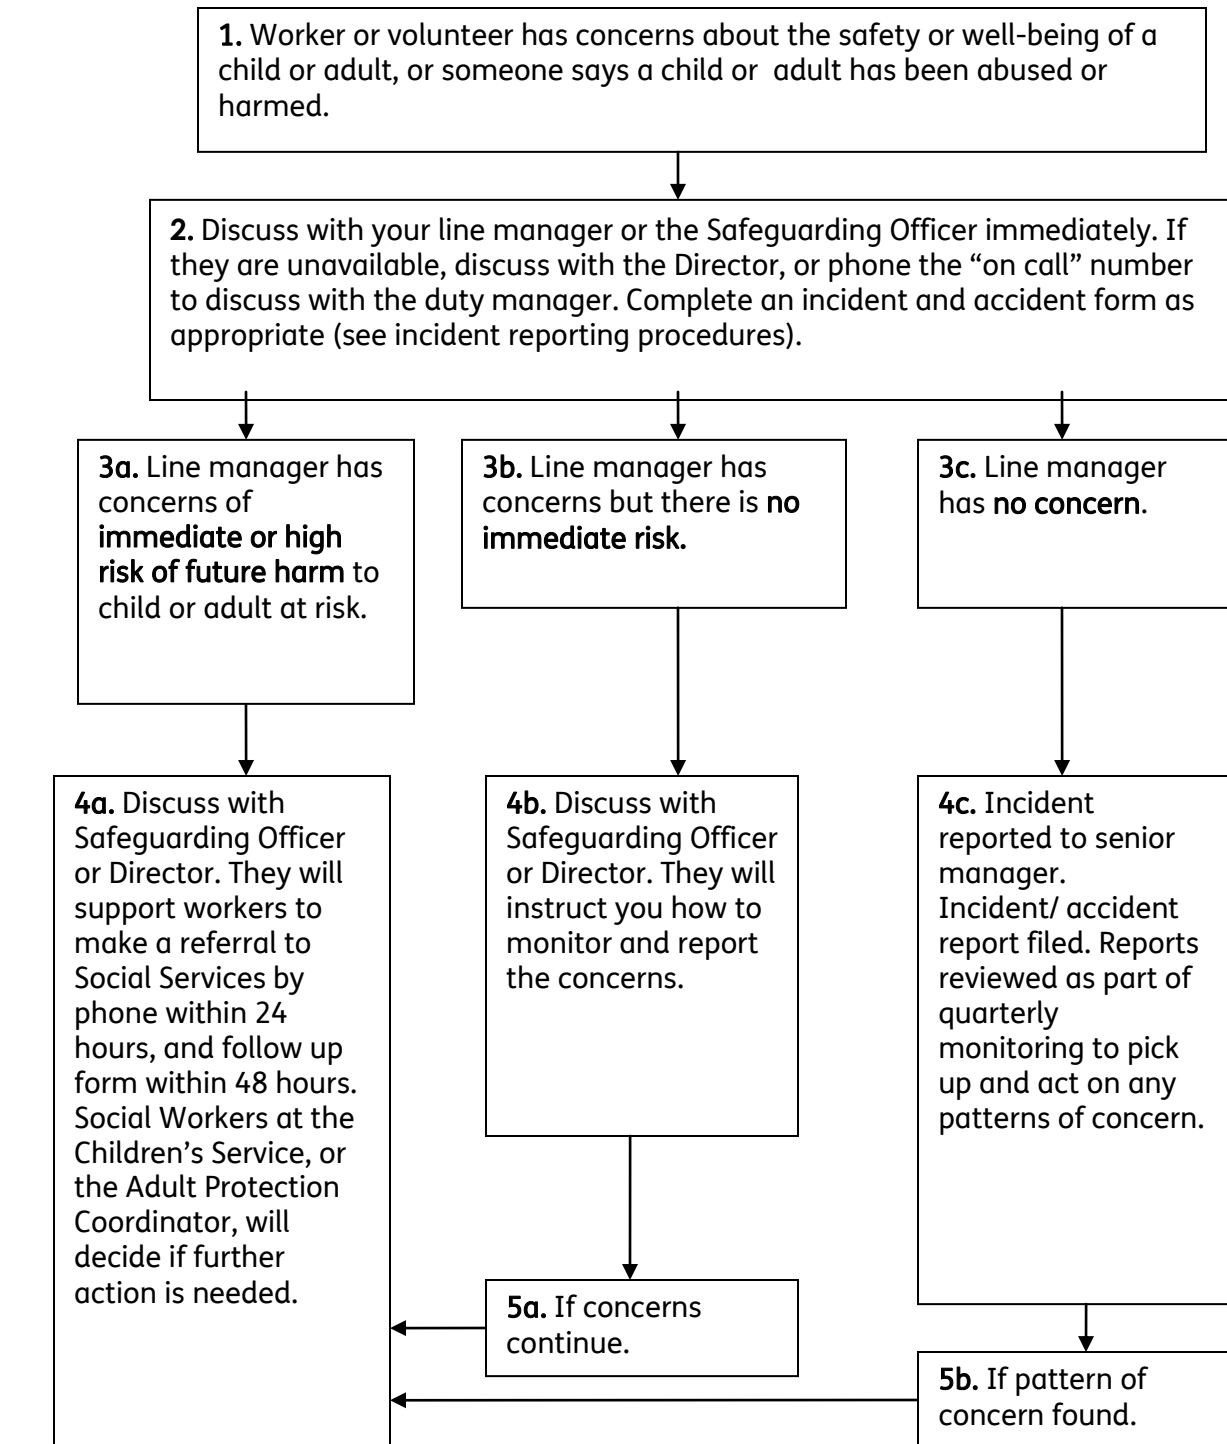 1. Worker or volunteer has concerns about the safety or well-being of a
child or adult, or someone says a child or  adult has been abused or
harmed.
2. Discuss with your line manager or the Safeguarding Officer immediately. If
they are unavailable, discuss with the Director, or phone the “on call” number
to discuss with the duty manager. Complete an incident and accident form as
appropriate (see incident reporting procedures).
3a. Line manager has
concerns of
immediate or high
risk of future harm to
child or adult at risk.
3b. Line manager has
concerns but there is no
immediate risk.
3c. Line manager
has no concern.
4a. Discuss with
Safeguarding Officer
or Director. They will
support workers to
make a referral to
Social Services by
phone within 24
hours, and follow up
form within 48 hours.
Social Workers at the
Children’s Service, or
the Adult Protection
Coordinator, will
decide if further
action is needed.
4b. Discuss with
Safeguarding Officer
or Director. They will
instruct you how to
monitor and report
the concerns.
4c. Incident
reported to senior
manager.
Incident/ accident
report filed. Reports
reviewed as part of
quarterly
monitoring to pick
up and act on any
patterns of concern.
5a. If concerns
continue.
5b. If pattern of
concern found.